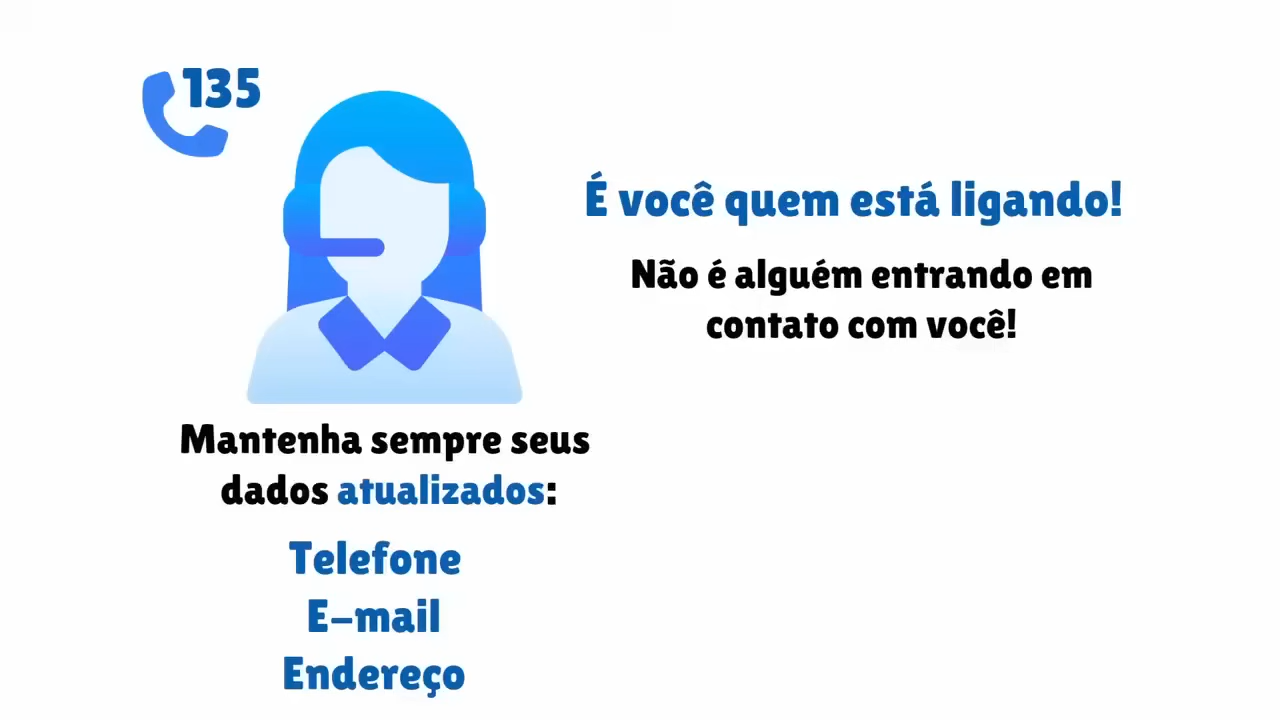 135
É você quem está ligando!
Não é alguém entrando em
contato com você!
Mantenha sempre seus
dados atualizados:
Telefone
E-mail
Endereço